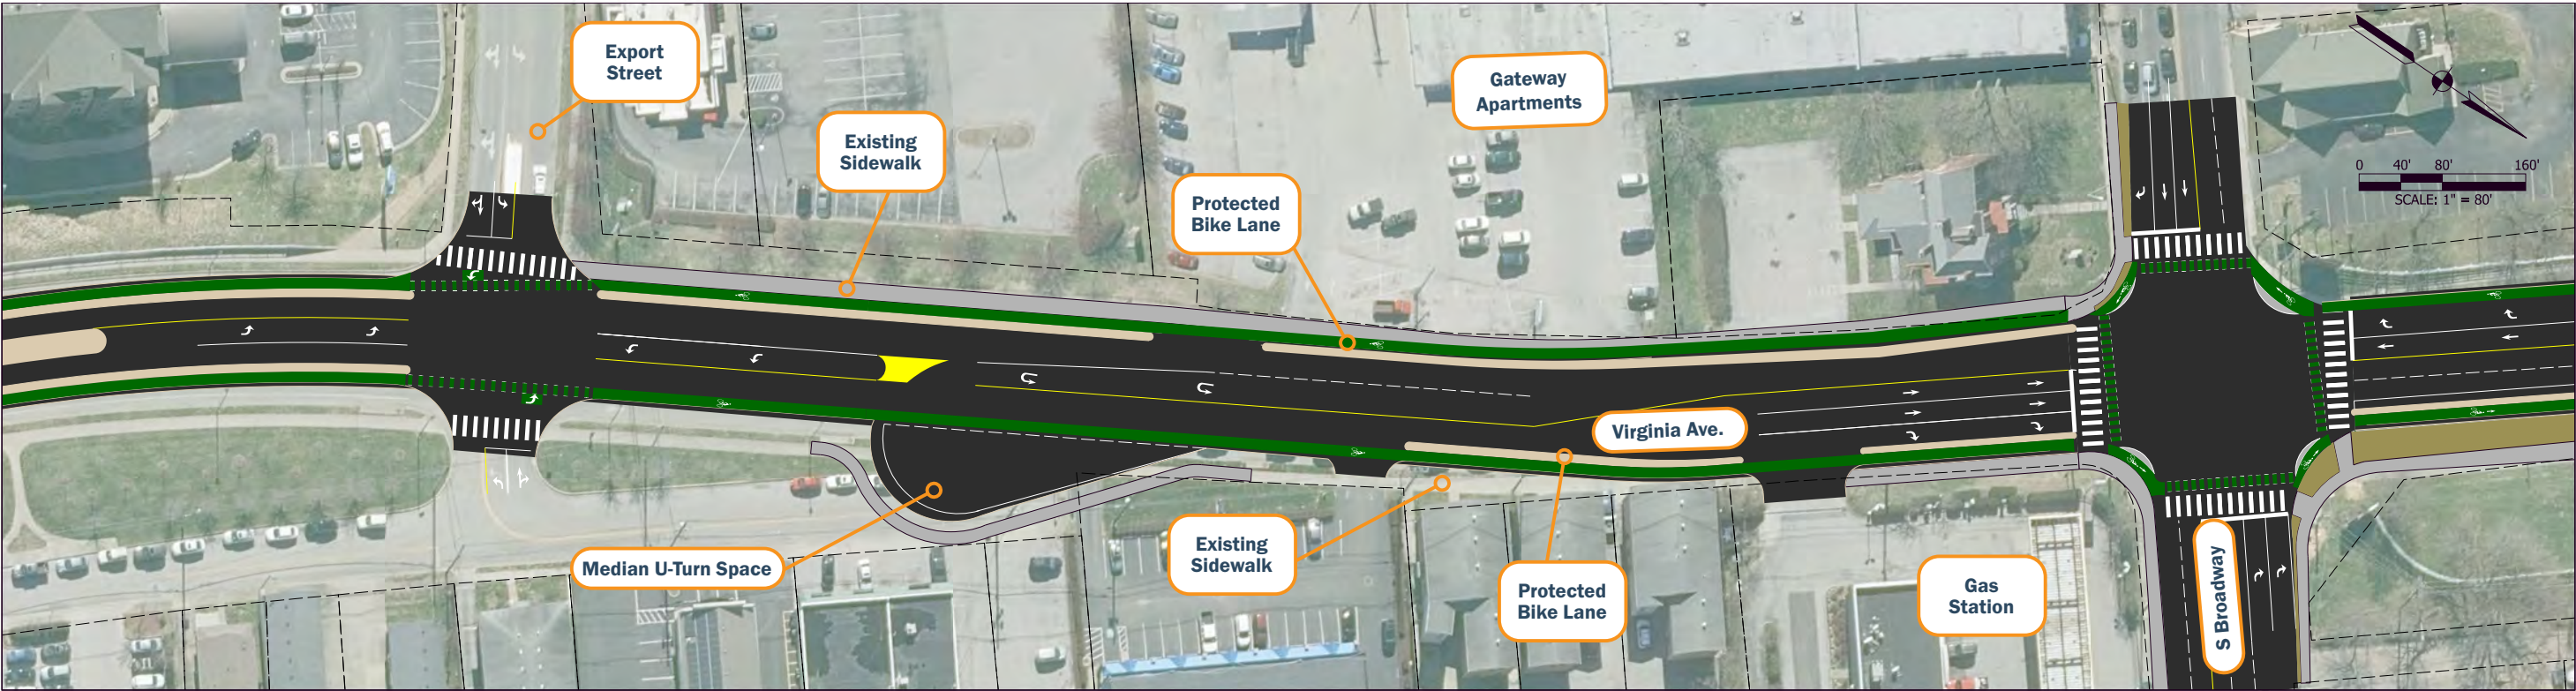 Export
Street
Existing
Sidewalk
Protected
Bike Lane
Gateway
Apartments
0 40' 80' 160'
SCALE: 1" = 80'
Virginia Ave.
Median U-Turn Space
Existing
Sidewalk
Protected
Bike Lane
Gas
Station
S Broadway